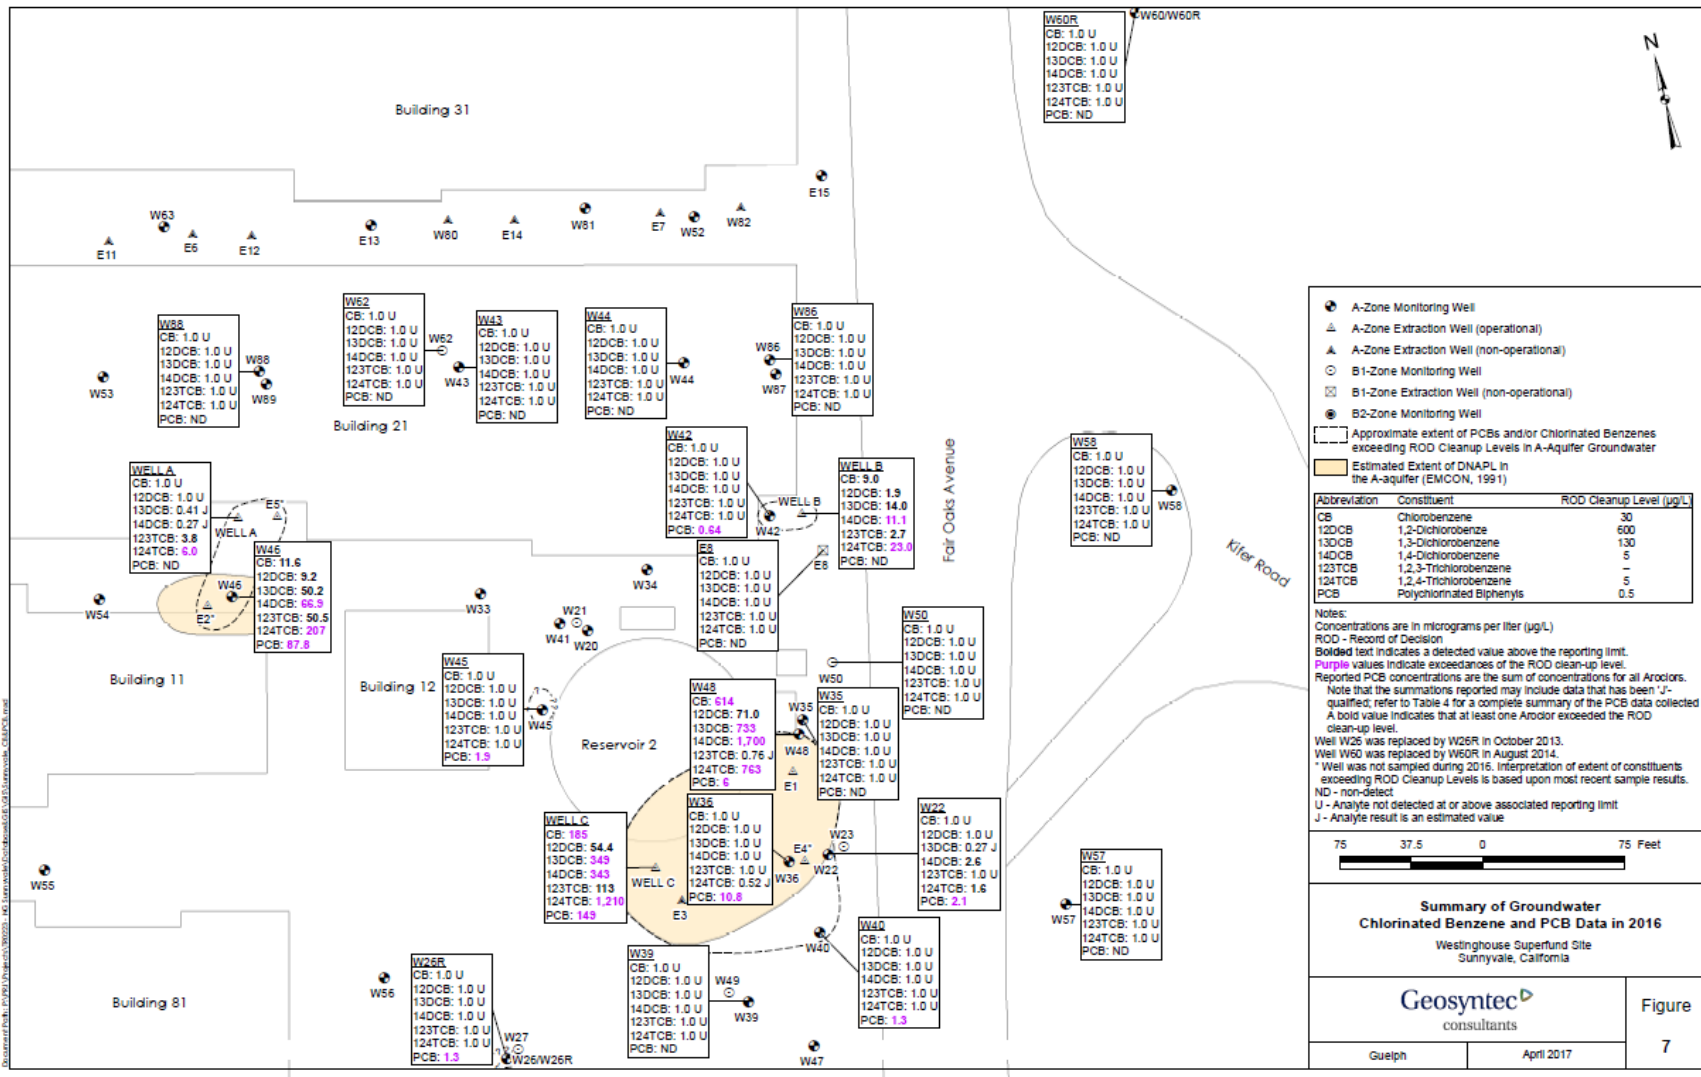 W60R
CB: 1.0 U
12DCB: 1.0 U
13DCB: 1.0 U
14DCB: 1.0 U
123TCB: 1.0 U
124TCB: 1.0 U
PCB: ND
W60/W60R
N
Building 31
E15
W63
E11
E6
E12
E13
W80
E14
W81
E7
W52
W82
W88
CB: 1.0 U
12DCB: 1.0 U
13DCB: 1.0 U
14DCB: 1.0 U
123TCB: 1.0 U
124TCB: 1.0 U
PCB: ND
W88
W89
W53
W62
CB: 1.0 U
12DCB: 1.0 U
13DCB: 1.0 U
14DCB: 1.0 U
123TCB: 1.0 U
124TCB: 1.0 U
PCB: ND
W62
W43
W43
CB: 1.0 U
12DCB: 1.0 U
13DCB: 1.0 U
14DCB: 1.0 U
123TCB: 1.0 U
124TCB: 1.0 U
PCB: ND
W44
CB: 1.0 U
12DCB: 1.0 U
13DCB: 1.0 U
14DCB: 1.0 U
123TCB: 1.0 U
124TCB: 1.0 U
PCB: ND
W44
W86
CB: 1.0 U
12DCB: 1.0 U
13DCB: 1.0 U
14DCB: 1.0 U
123TCB: 1.0 U
124TCB: 1.0 U
PCB: ND
W86
W87
Building 21
W42
CB: 1.0 U
12DCB: 1.0 U
13DCB: 1.0 U
14DCB: 1.0 U
123TCB: 1.0 U
124TCB: 1.0 U
PCB: 0.64
WELL B
W42
WELL B
CB: 9.0
12DCB: 1.9
13DCB: 14.0
14DCB: 11.1
123TCB: 2.7
124TCB: 23.0
PCB: ND
Fair Oaks Avenue
W58
CB: 1.0 U
12DCB: 1.0 U
13DCB: 1.0 U
14DCB: 1.0 U
123TCB: 1.0 U
124TCB: 1.0 U
PCB: ND
W58
Kifer Road
WELL A
CB: 1.0 U
12DCB: 1.0 U
13DCB: 0.41 J
14DCB: 0.27 J
123TCB: 3.8
124TCB: 6.0
PCB: ND
E5*
WELL A
W46
CB: 11.6
12DCB: 9.2
13DCB: 50.2
14DCB: 66.9
123TCB: 50.5
124TCB: 207
PCB: 87.8
W46
E2*
W54
E8
CB: 1.0 U
12DCB: 1.0 U
13DCB: 1.0 U
14DCB: 1.0 U
123TCB: 1.0 U
124TCB: 1.0 U
PCB: ND
E8
W34
W33
W21
W41
W20
W50
CB: 1.0 U
12DCB: 1.0 U
13DCB: 1.0 U
14DCB: 1.0 U
123TCB: 1.0 U
124TCB: 1.0 U
PCB: ND
W50
Building 11
Building 12
W45
CB: 1.0 U
12DCB: 1.0 U
13DCB: 1.0 U
14DCB: 1.0 U
123TCB: 1.0 U
124TCB: 1.0 U
PCB: 1.9
W45
Reservoir 2
W48
CB: 614
12DCB: 71.0
13DCB: 733
14DCB: 1,700
123TCB: 0.76 J
124TCB: 763
PCB: 6
W35
W48
E1
W35
CB: 1.0 U
12DCB: 1.0 U
13DCB: 1.0 U
14DCB: 1.0 U
123TCB: 1.0 U
124TCB: 1.0 U
PCB: ND
WELL C
CB: 185
12DCB: 54.4
13DCB: 349
14DCB: 343
123TCB: 113
124TCB: 1,210
PCB: 149
WELL C
E3
W36
CB: 1.0 U
12DCB: 1.0 U
13DCB: 1.0 U
14DCB: 1.0 U
123TCB: 1.0 U
124TCB: 0.52 J
PCB: 10.8
E4*
W36
W23
W22
W22
CB: 1.0 U
12DCB: 1.0 U
13DCB: 0.27 J
14DCB: 2.6
123TCB: 1.0 U
124TCB: 1.6
PCB: 2.1
W57
CB: 1.0 U
12DCB: 1.0 U
13DCB: 1.0 U
14DCB: 1.0 U
123TCB: 1.0 U
124TCB: 1.0 U
PCB: ND
W57
W55
W40
W40
CB: 1.0 U
12DCB: 1.0 U
13DCB: 1.0 U
14DCB: 1.0 U
123TCB: 1.0 U
124TCB: 1.0 U
PCB: 1.3
W39
CB: 1.0 U
12DCB: 1.0 U
13DCB: 1.0 U
14DCB: 1.0 U
123TCB: 1.0 U
124TCB: 1.0 U
PCB: ND
W49
W39
W47
W56
W26R
CB: 1.0 U
12DCB: 1.0 U
13DCB: 1.0 U
14DCB: 1.0 U
123TCB: 1.0 U
124TCB: 1.0 U
PCB: 1.3
W27
W26/W26R
Building 81
A-Zone Monitoring Well
A-Zone Extraction Well (operational)
A-Zone Extraction Well (non-operational)
B1-Zone Monitoring Well
B1-Zone Extraction Well (non-operational)
B2-Zone Monitoring Well
Approximate extent of PCBs and/or Chlorinated Benzenes
exceeding ROD Cleanup Levels in A-Aquifer Groundwater
Estimated Extent of DNAPL in
the A-aquifer (EMCON, 1991)
Abbreviation Constituent ROD Cleanup Level (µg/L)
CB Chlorobenzene 30
12DCB 1,2-Dichlorobenze 600
13DCB 1,3-Dichlorobenzene 130
14DCB 1,4-Dichlorobenzene 5
123TCB 1,2,3-Trichlorobenzene –
124TCB 1,2,4-Trichlorobenzene 5
PCB Polychlorinated Biphenyls 0.5
Notes:
Concentrations are in micrograms per liter (µg/L)
ROD - Record of Decision
Bolded text indicates a detected value above the reporting limit.
Purple values indicate exceedances of the ROD clean-up level.
Reported PCB concentrations are the sum of concentrations for all Aroclors.
Note that the summations reported may include data that has been 'J'-
qualified; refer to Table 4 for a complete summary of the PCB data collected
A bold value indicates that at least one Aroclor exceeded the ROD
clean-up level.
Well W26 was replaced by W26R in October 2013.
Well W60 was replaced by W60R in August 2014.
* Well was not sampled during 2016. Interpretation of extent of constituents
exceeding ROD Cleanup Levels is based upon most recent sample results.
ND - non-detect
U - Analyte not detected at or above associated reporting limit
J - Analyte result is an estimated value
75 37.5 0 75 Feet
Summary of Groundwater
Chlorinated Benzene and PCB Data in 2016
Westinghouse Superfund Site
Sunnyvale, California
Geosyntec
consultants
Figure
7
Guelph
April 2017